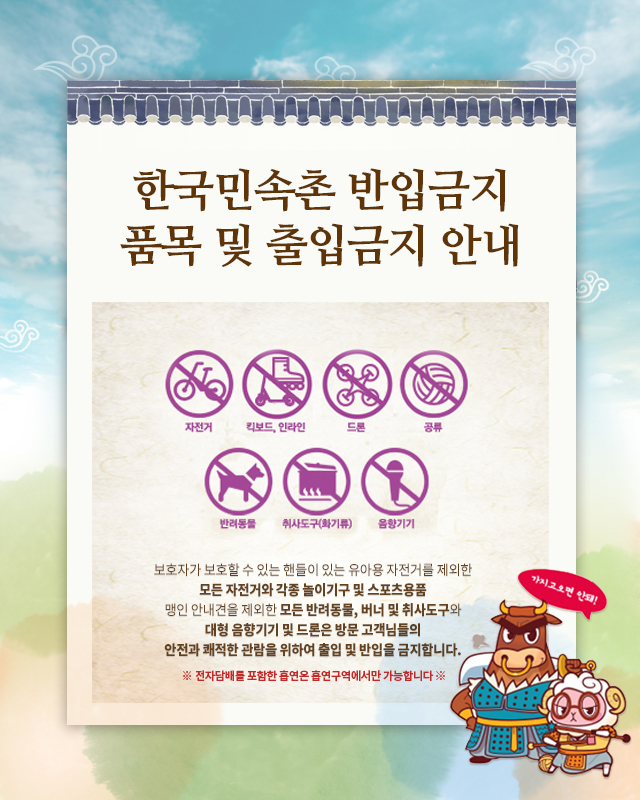 한국민속촌 반입금지
품목 및 출입금지 안내
자전거
킥보드, 인라인
드론
공류
반려동물
취사도구(화기류)
음향기기
보호자가 보호할 수 있는 핸들이 있는 유아용 자전거를 제외한
모든 자전거와 각종 놀이기구 및 스포츠용품
맹인 안내견을 제외한 모든 반려동물, 버너 및 취사도구와
대형 음향기기 및 드론은 방문 고객님들의
안전과 쾌적한 관람을 위하여 출입 및 반입을 금지합니다.
※ 전자담배를 포함한 흡연은 흡연구역에서만 가능합니다 ※
가지고오면 안돼!